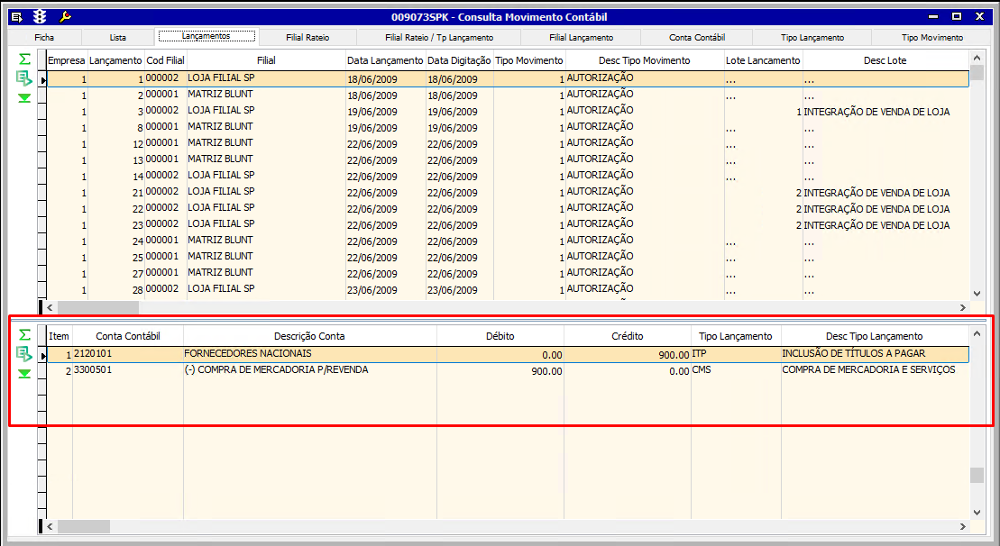 009073SPK - Consulta Movimento Contábil
Ficha Lista Lançamentos Filial Rateio Filial Rateio / Tp Lançamento Filial Lançamento Conta Contábil Tipo Lançamento Tipo Movimento
Empresa Lançamento Cod Filial Filial Data Lançamento Data Digitação Tipo Movimento Desc Tipo Movimento Lote Lancamento Desc Lote
1 1 000002 LOJA FILIAL SP 18/06/2009 18/06/2009 1 AUTORIZAÇÃO ... ...
1 2 000001 MATRIZ BLUNT 18/06/2009 18/06/2009 1 AUTORIZAÇÃO ... ...
1 3 000002 LOJA FILIAL SP 19/06/2009 19/06/2009 1 AUTORIZAÇÃO 1 INTEGRAÇÃO DE VENDA DE LOJA
1 8 000001 MATRIZ BLUNT 19/06/2009 19/06/2009 1 AUTORIZAÇÃO ... ...
1 12 000001 MATRIZ BLUNT 22/06/2009 22/06/2009 1 AUTORIZAÇÃO ... ...
1 13 000001 MATRIZ BLUNT 22/06/2009 22/06/2009 1 AUTORIZAÇÃO ... ...
1 14 000002 LOJA FILIAL SP 22/06/2009 22/06/2009 1 AUTORIZAÇÃO ... ...
1 21 000002 LOJA FILIAL SP 22/06/2009 22/06/2009 1 AUTORIZAÇÃO 2 INTEGRAÇÃO DE VENDA DE LOJA
1 22 000002 LOJA FILIAL SP 22/06/2009 22/06/2009 1 AUTORIZAÇÃO 2 INTEGRAÇÃO DE VENDA DE LOJA
1 23 000002 LOJA FILIAL SP 22/06/2009 22/06/2009 1 AUTORIZAÇÃO 2 INTEGRAÇÃO DE VENDA DE LOJA
1 24 000001 MATRIZ BLUNT 22/06/2009 22/06/2009 1 AUTORIZAÇÃO ... ...
1 25 000001 MATRIZ BLUNT 22/06/2009 22/06/2009 1 AUTORIZAÇÃO ... ...
1 27 000001 MATRIZ BLUNT 22/06/2009 22/06/2009 1 AUTORIZAÇÃO ... ...
1 28 000002 LOJA FILIAL SP 23/06/2009 23/06/2009 1 AUTORIZAÇÃO ... ...
Item Conta Contábil Descrição Conta Débito Crédito Tipo Lançamento Desc Tipo Lançamento
1 2120101 FORNECEDORES NACIONAIS 0.00 900.00 ITP INCLUSÃO DE TÍTULOS A PAGAR
2 3300501 (-) COMPRA DE MERCADORIA P/REVENDA 900.00 0.00 CMS COMPRA DE MERCADORIA E SERVIÇOS